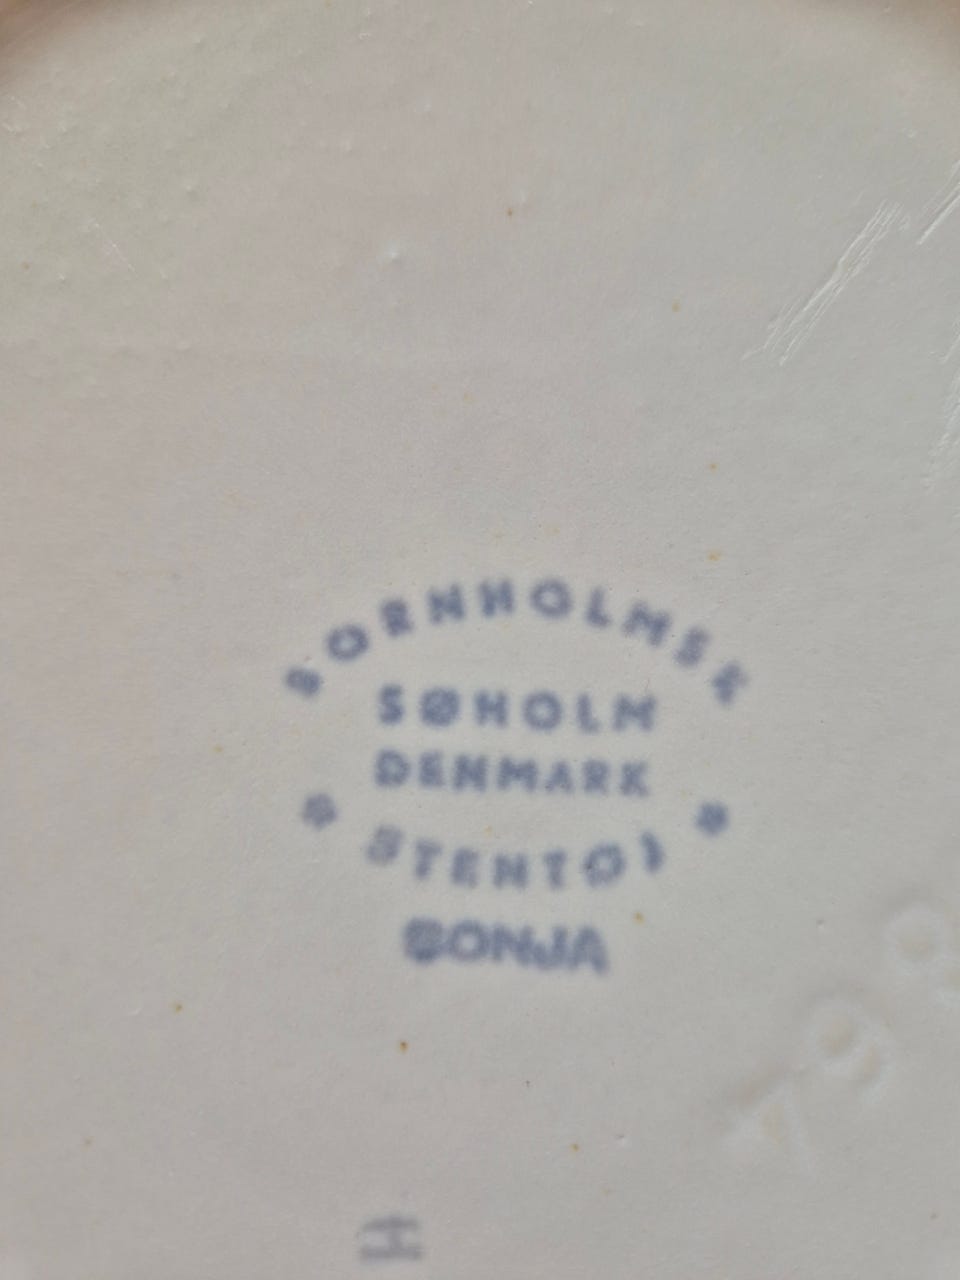 BORNHOLMSK
SØHOLM
DENMARK
* STENTØJ *
SONJA
H